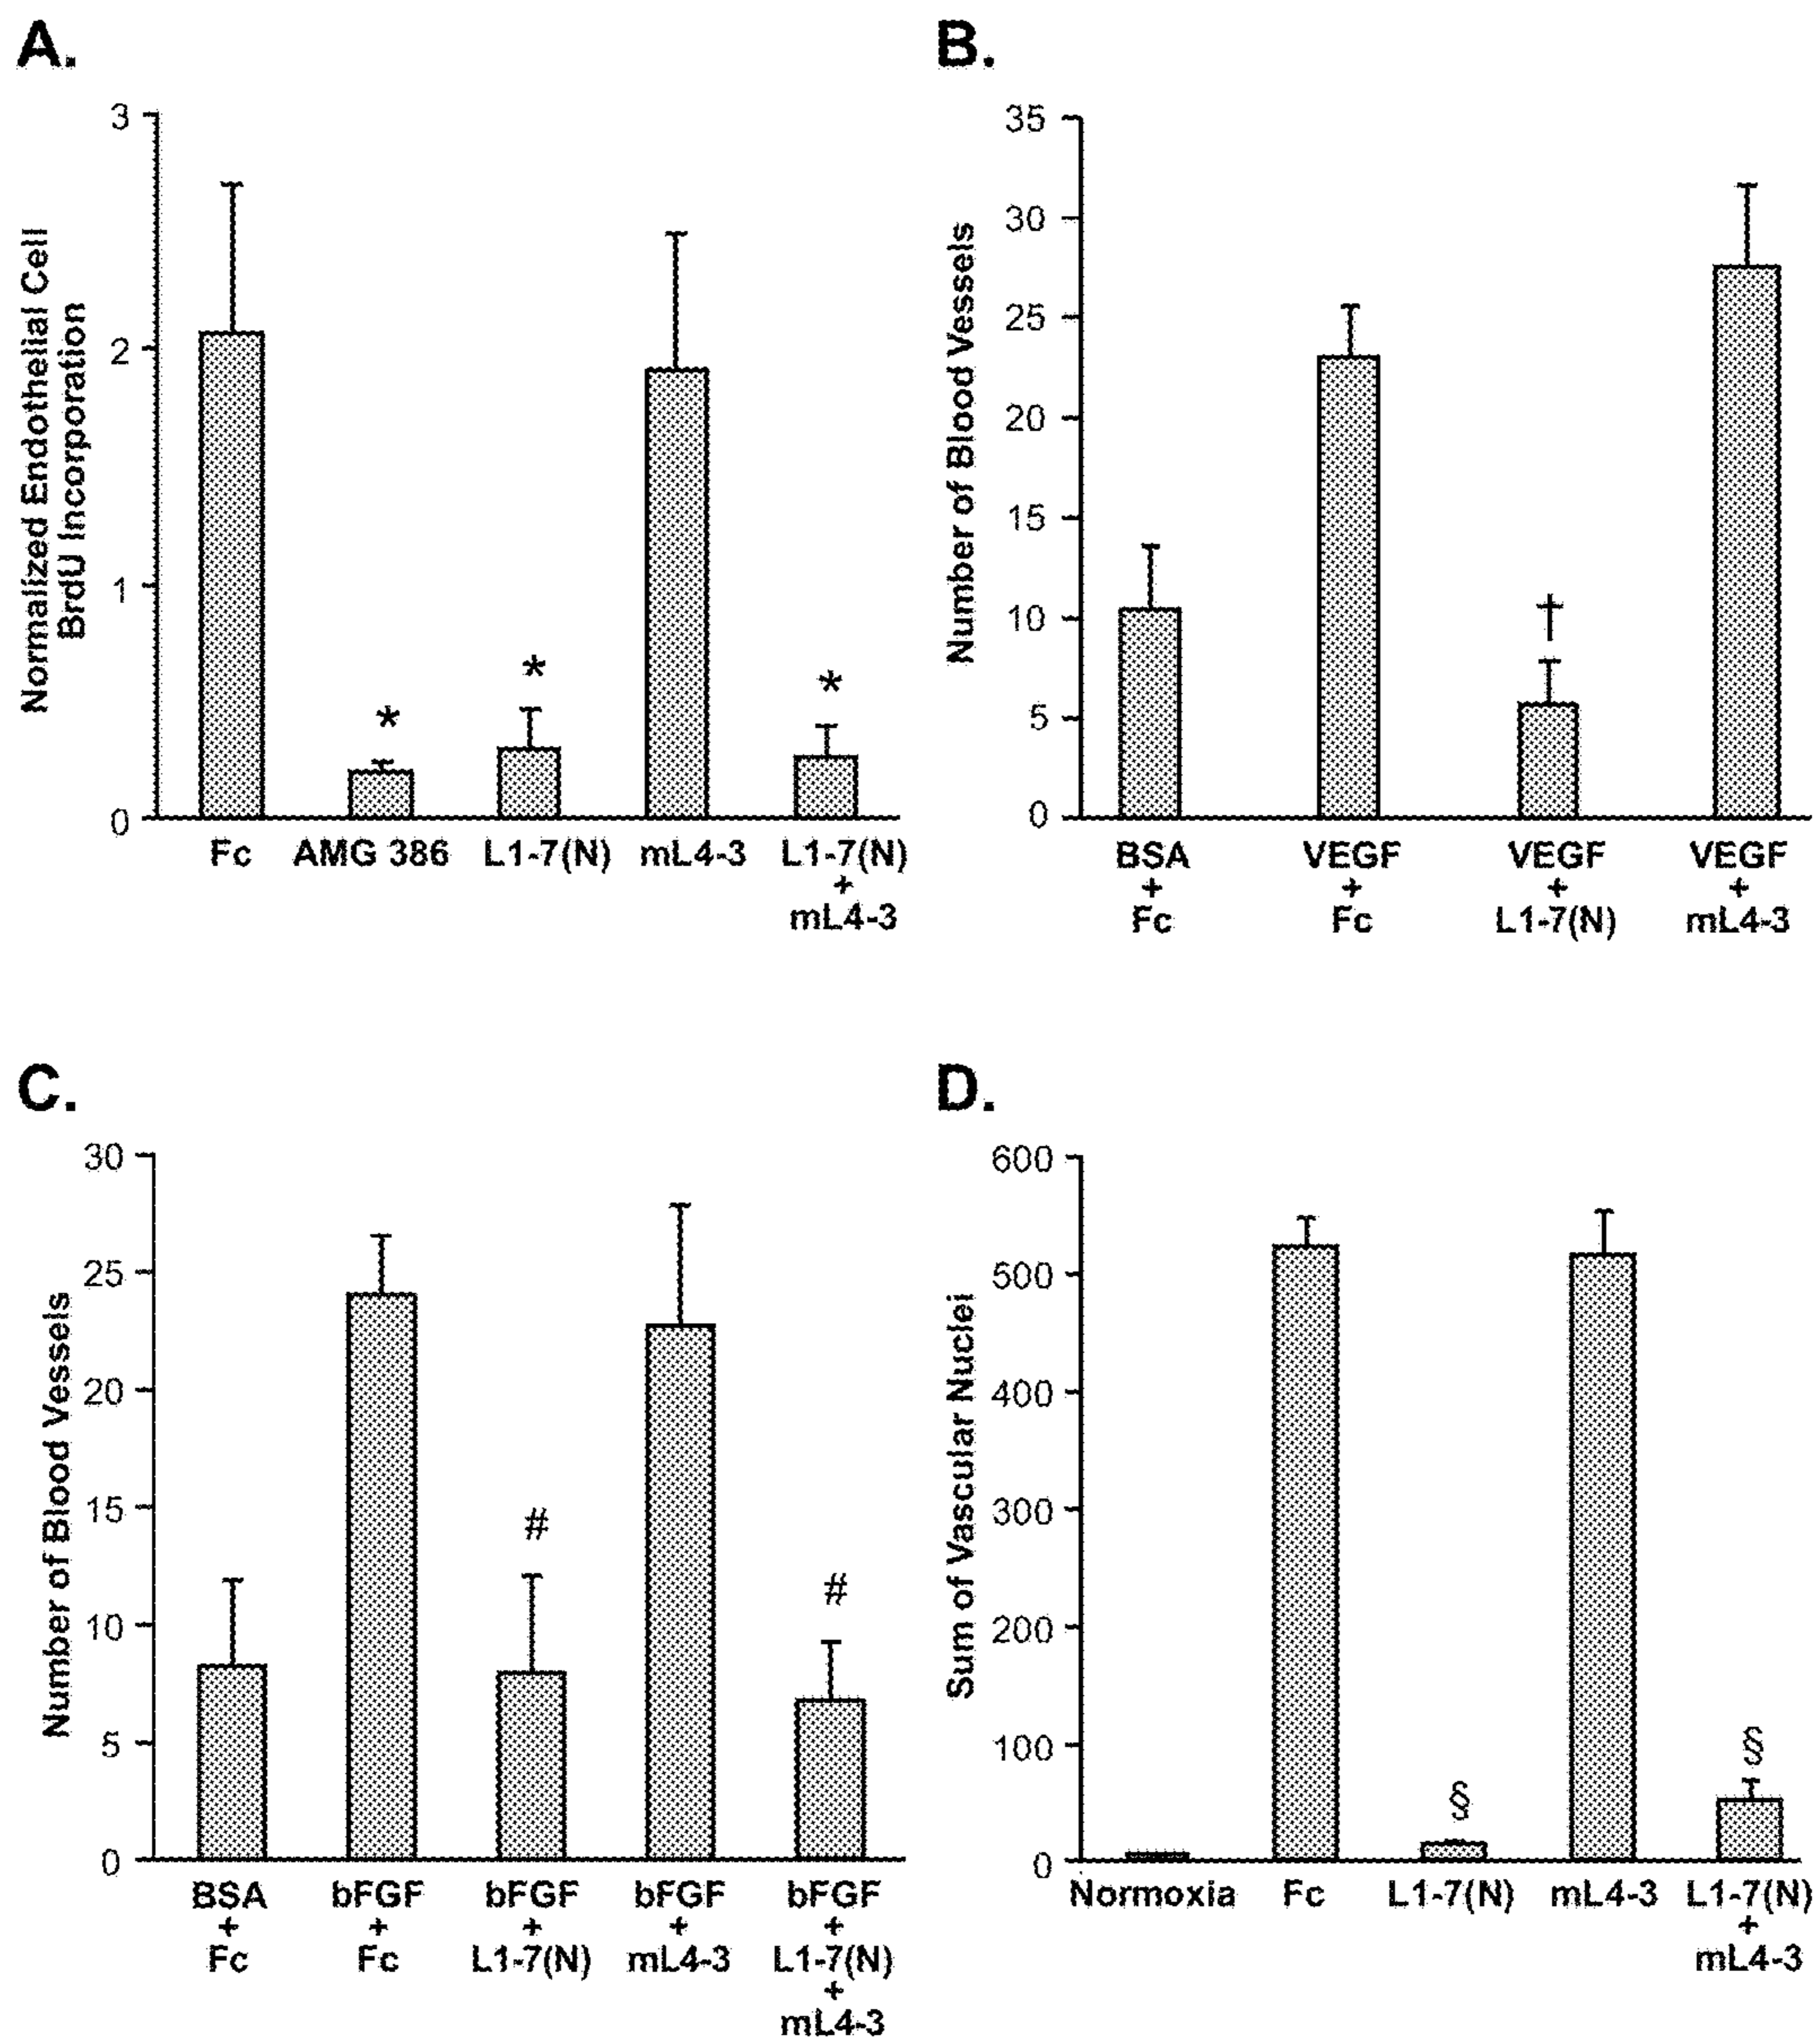 A.
Normalized Endothelial Cell
BrdU Incorporation
3
2
1
0
*
*
*
Fc AMG 386 L1-7(N) mL4-3 L1-7(N)
+
mL4-3
B.
Number of Blood Vessels
35
30
25
20
15
10
5
0
†
BSA VEGF VEGF VEGF
+ + + +
Fc Fc L1-7(N) mL4-3
C.
Number of Blood Vessels
30
25
20
15
10
5
0
#
#
BSA bFGF bFGF bFGF bFGF
+ + + + +
Fc Fc L1-7(N) mL4-3 L1-7(N)
+
mL4-3
D.
Sum of Vascular Nuclei
600
500
400
300
200
100
0
§
§
Normoxia Fc L1-7(N) mL4-3 L1-7(N)
+
mL4-3